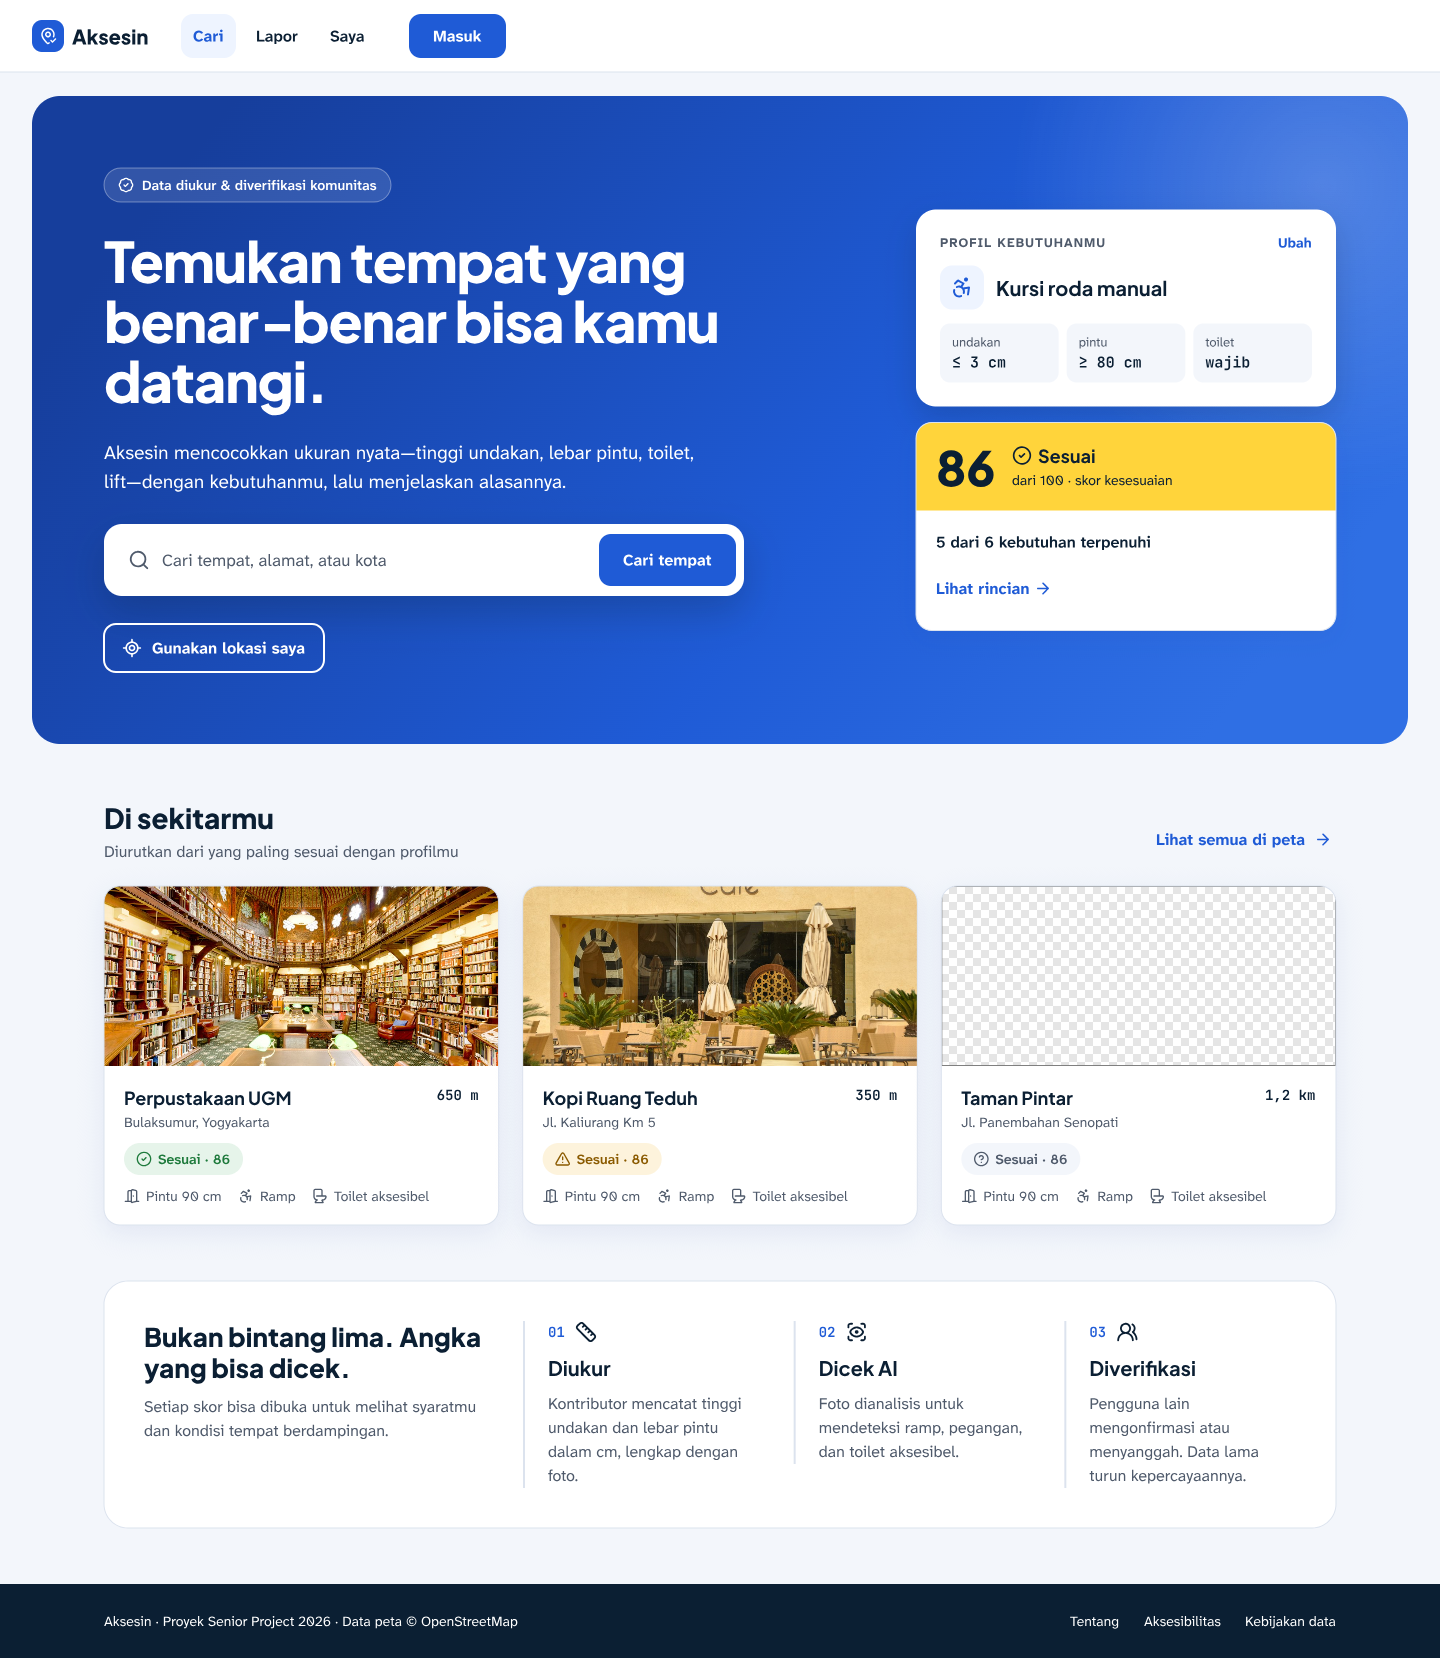 Aksesin
Cari
Lapor
Saya
Masuk
Data diukur & diverifikasi komunitas
Temukan tempat yang
benar-benar bisa kamu
datangi.
Aksesin mencocokkan ukuran nyata—tinggi undakan, lebar pintu, toilet,
lift—dengan kebutuhanmu, lalu menjelaskan alasannya.
Cari tempat, alamat, atau kota
Cari tempat
Gunakan lokasi saya
PROFIL KEBUTUHANMU
Ubah
Kursi roda manual
undakan
≤ 3 cm
pintu
≥ 80 cm
toilet
wajib
86
Sesuai
dari 100 · skor kesesuaian
5 dari 6 kebutuhan terpenuhi
Lihat rincian
Di sekitarmu
Diurutkan dari yang paling sesuai dengan profilmu
Lihat semua di peta
Cafe
Perpustakaan UGM
650 m
Bulaksumur, Yogyakarta
Sesuai · 86
Pintu 90 cm
Ramp
Toilet aksesibel
Kopi Ruang Teduh
350 m
Jl. Kaliurang Km 5
Sesuai · 86
Pintu 90 cm
Ramp
Toilet aksesibel
Taman Pintar
1,2 km
Jl. Panembahan Senopati
Sesuai · 86
Pintu 90 cm
Ramp
Toilet aksesibel
Bukan bintang lima. Angka
yang bisa dicek.
Setiap skor bisa dibuka untuk melihat syaratmu
dan kondisi tempat berdampingan.
01
Diukur
Kontributor mencatat tinggi
undakan dan lebar pintu
dalam cm, lengkap dengan
foto.
02
Dicek AI
Foto dianalisis untuk
mendeteksi ramp, pegangan,
dan toilet aksesibel.
03
Diverifikasi
Pengguna lain
mengonfirmasi atau
menyanggah. Data lama
turun kepercayaannya.
Aksesin · Proyek Senior Project 2026 · Data peta © OpenStreetMap
Tentang
Aksesibilitas
Kebijakan data